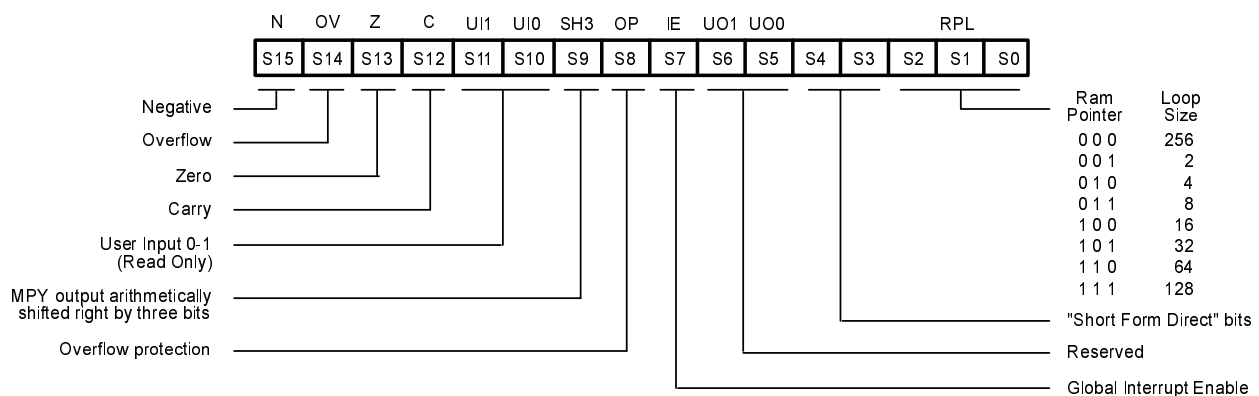 N OV Z C UI1 UI0 SH3 OP IE UO1 UO0 RPL
S15 S14 S13 S12 S11 S10 S9 S8 S7 S6 S5 S4 S3 S2 S1 S0
Negative
Overflow
Zero
Carry
User Input 0-1
(Read Only)
MPY output arithmetically
shifted right by three bits
Overflow protection
Ram Loop
Pointer Size
0 0 0 256
0 0 1 2
0 1 0 4
0 1 1 8
1 0 0 16
1 0 1 32
1 1 0 64
1 1 1 128
"Short Form Direct" bits
Reserved
Global Interrupt Enable